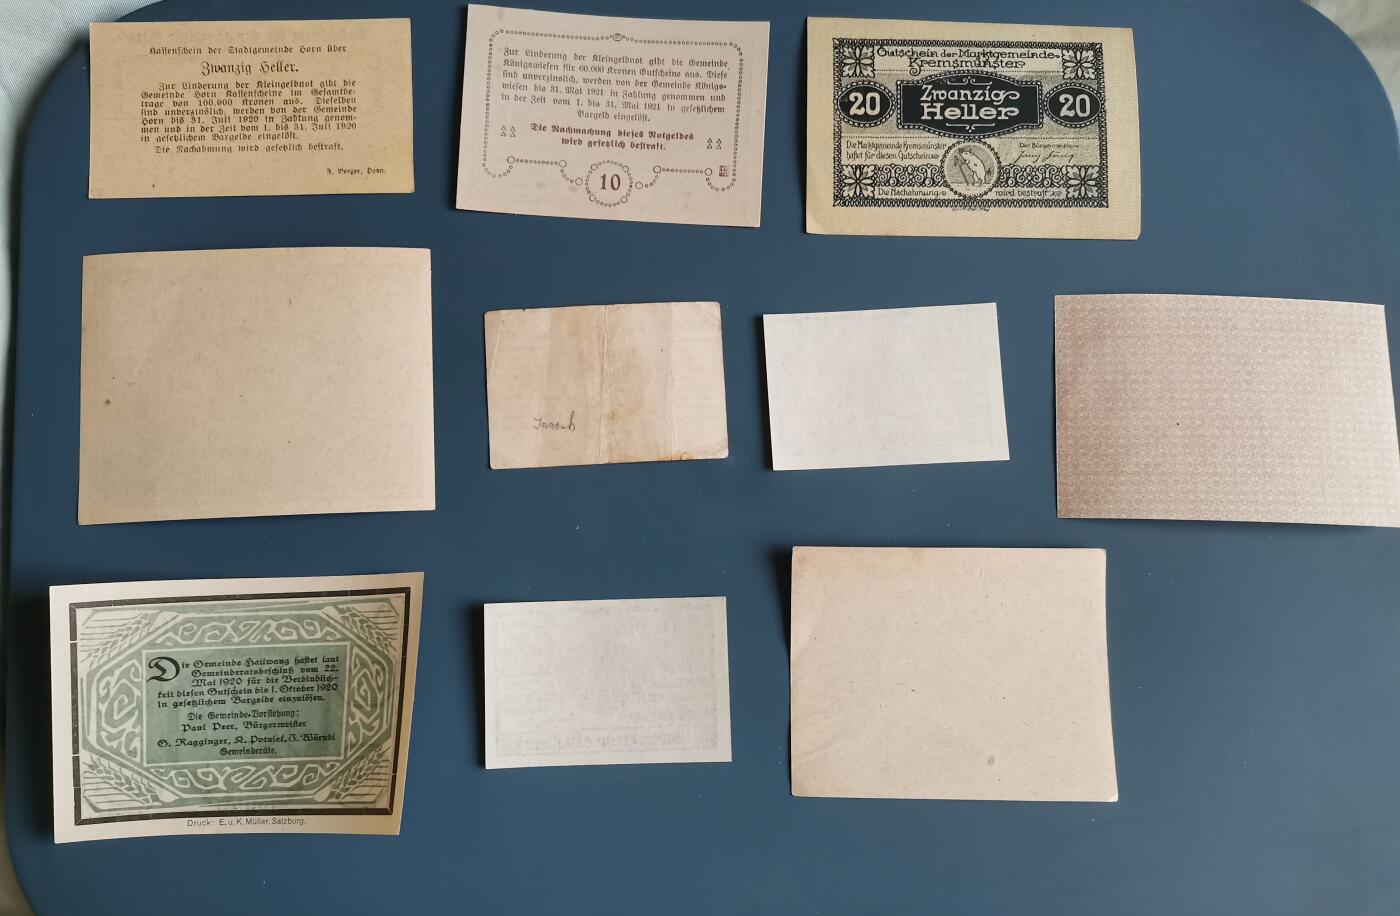 Kassenschein der Stadtgemeinde Horn über
Zwanzig Heller.
Zur Linderung der Kleingeldnot gibt die
Gemeinde Horn Kassenscheine im Gesamtbe-
trage von 100.000 Kronen aus. Dieselben
sind unverzinslich, werden von der Gemeinde
Horn bis 31. Juli 1920 in Zahlung genom-
men und in der Zeit vom 1. bis 31. Juli 1920
in gesetzlichem Bargelde eingelöst.
Die Nachahmung wird gesetzlich bestraft.
F. Berger, Horn.
Zur Linderung der Kleingeldnot gibt die Gemeinde
Königswiesen für 60.000 Kronen Gutscheine aus. Diese
sind unverzinslich, werden von der Gemeinde Königs-
wiesen bis 31. Mai 1921 in Zahlung genommen und
in der Zeit vom 1. bis 31. Mai 1921 in gesetzlichem
Bargeld eingelöst.
Die Nachmachung dieses Notgeldes
wird gesetzlich bestraft.
10
Gutschein der Marktgemeinde
Kremsmünster
20 Zwanzig 20
Heller
Die Marktgemeinde Kremsmünster
haftet für diesen Gutschein
Der Bürgermeister:
Die Nachahmung wird bestraft
Die Gemeinde Hallwang haftet laut
Gemeinderatsbeschluß vom 22.
Mai 1920 für die Verbindlich-
keit diesen Gutschein bis 1. Oktober 1920
in gesetzlichem Bargelde einzulösen.
Die Gemeinde-Vorstehung:
Paul Peer, Bürgermeister
G. Ragginger, K. Potusek, J. Wörndl
Gemeinderäte.
Druck: E. u. K. Müller, Salzburg.